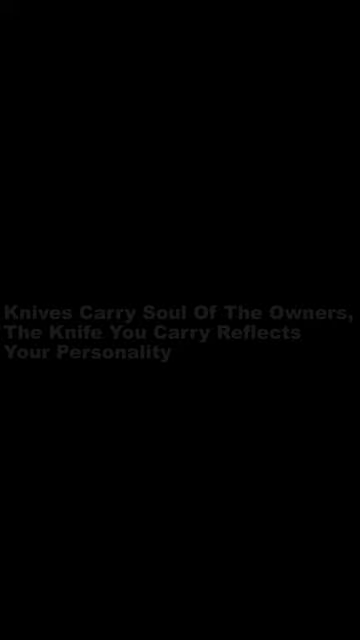 Knives Carry Soul Of The Owners,
The Knife You Carry Reflects
Your Personality